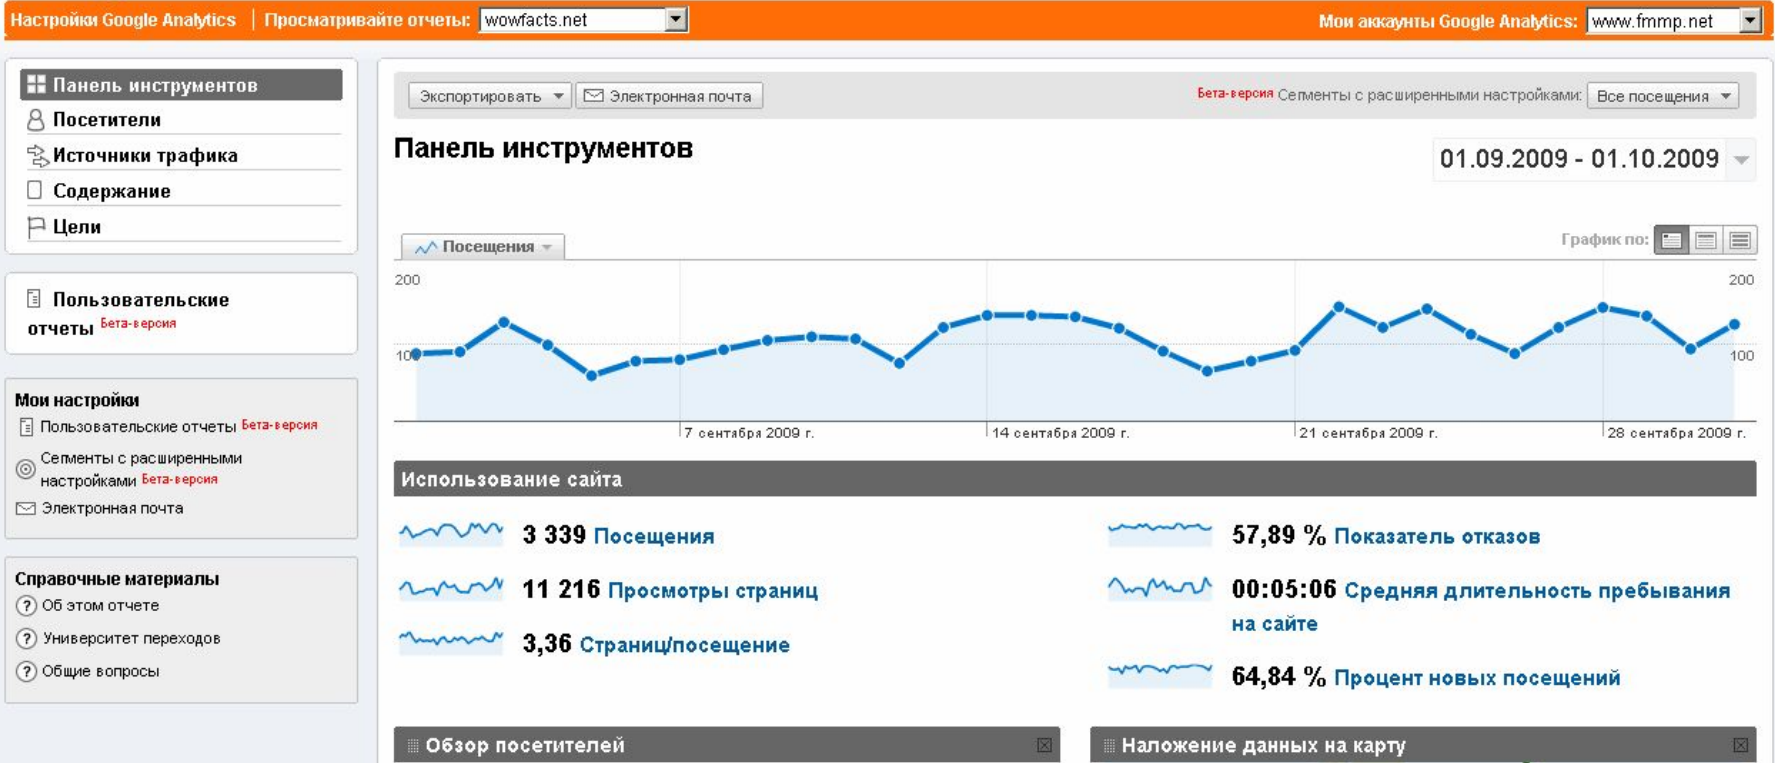 Настройки Google Analytics | Просматривайте отчеты: wowfacts.net
Мои аккаунты Google Analytics: www.fmmp.net
Панель инструментов
Посетители
Источники трафика
Содержание
Цели
Пользовательские
отчеты Бета-версия
Мои настройки
Пользовательские отчеты Бета-версия
Сегменты с расширенными
настройками Бета-версия
Электронная почта
Справочные материалы
Об этом отчете
Университет переходов
Общие вопросы
Экспортировать
Электронная почта
Бета-версия Сегменты с расширенными настройками: Все посещения
Панель инструментов
01.09.2009 - 01.10.2009
Посещения
График по:
200
200
100
100
7 сентября 2009 г.
14 сентября 2009 г.
21 сентября 2009 г.
28 сентября 2009 г.
Использование сайта
3 339 Посещения
11 216 Просмотры страниц
3,36 Страниц/посещение
57,89 % Показатель отказов
00:05:06 Средняя длительность пребывания
на сайте
64,84 % Процент новых посещений
Обзор посетителей
Наложение данных на карту